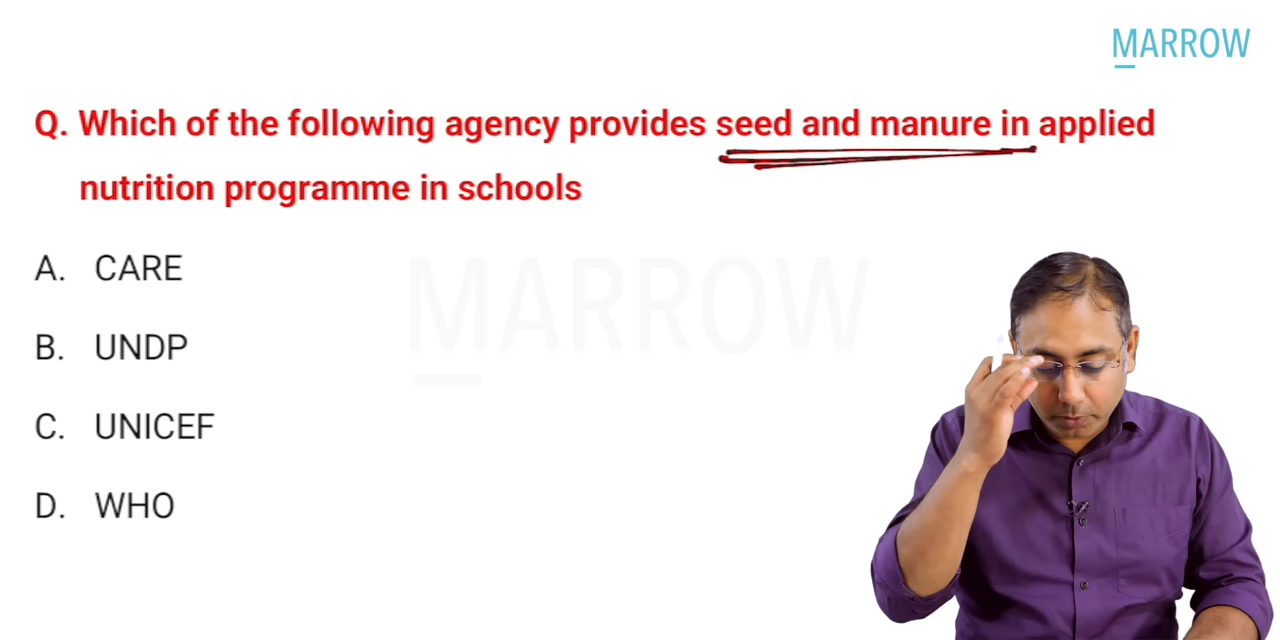 MARROW
Q. Which of the following agency provides seed and manure in applied
nutrition programme in schools
A. CARE
MARROW
B. UNDP
C. UNICEF
D. WHO